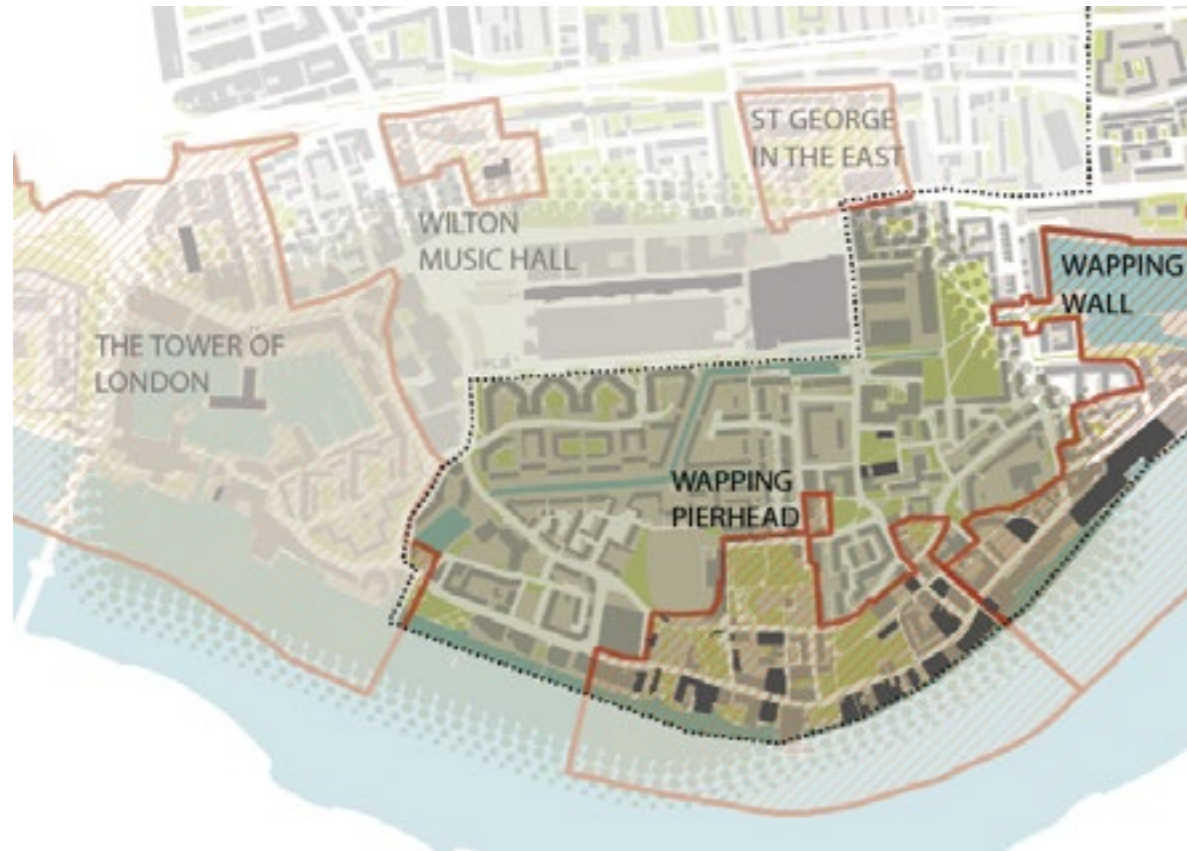 ST GEORGE
IN THE EAST
WILTON
MUSIC HALL
WAPPING
WALL
THE TOWER OF
LONDON
WAPPING
PIERHEAD